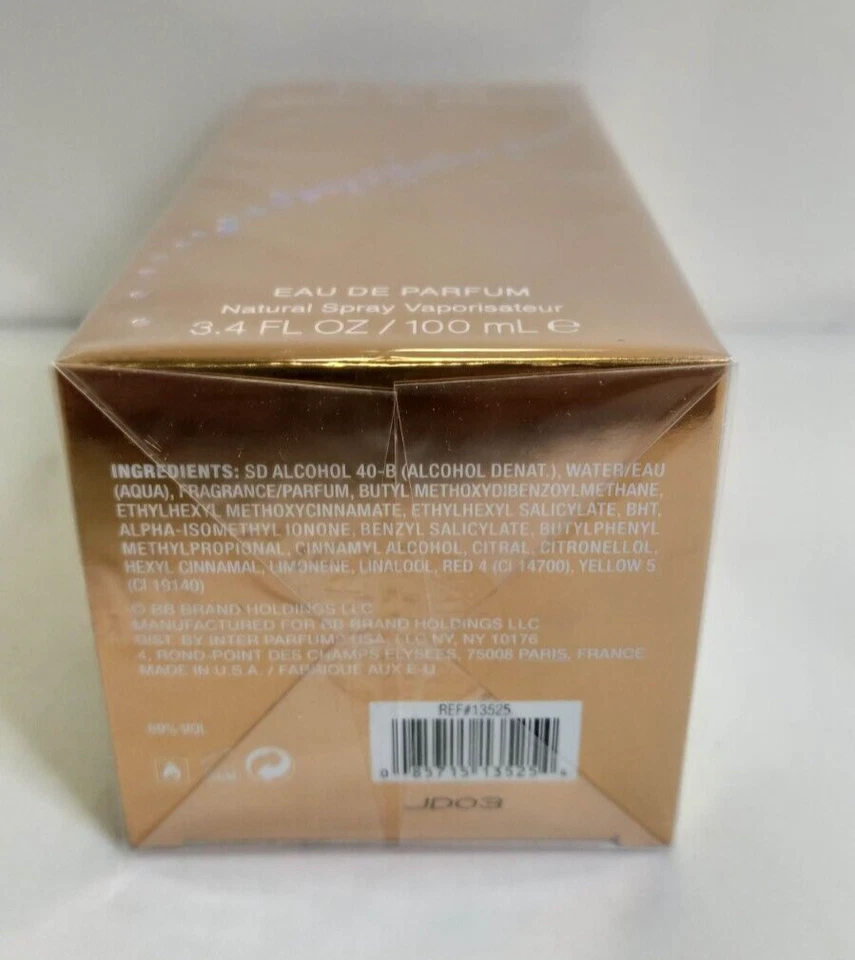 EAU DE PARFUM
Natural Spray Vaporisateur
3.4 FL OZ / 100 mL ℮
INGREDIENTS: SD ALCOHOL 40-B (ALCOHOL DENAT.), WATER/EAU
(AQUA), FRAGRANCE/PARFUM, BUTYL METHOXYDIBENZOYLMETHANE,
ETHYLHEXYL METHOXYCINNAMATE, ETHYLHEXYL SALICYLATE, BHT,
ALPHA-ISOMETHYL IONONE, BENZYL SALICYLATE, BUTYLPHENYL
METHYLPROPIONAL, CINNAMYL ALCOHOL, CITRAL, CITRONELLOL,
HEXYL CINNAMAL, LIMONENE, LINALOOL, RED 4 (CI 14700), YELLOW 5
(CI 19140)
© BB BRAND HOLDINGS LLC
MANUFACTURED FOR BB BRAND HOLDINGS LLC
DIST. BY INTER PARFUMS USA, LLC NY, NY 10176
4, ROND-POINT DES CHAMPS ELYSEES, 75008 PARIS, FRANCE
MADE IN U.S.A. / FABRIQUE AUX E-U
REF#13525
0 85715 13525 4
JD03